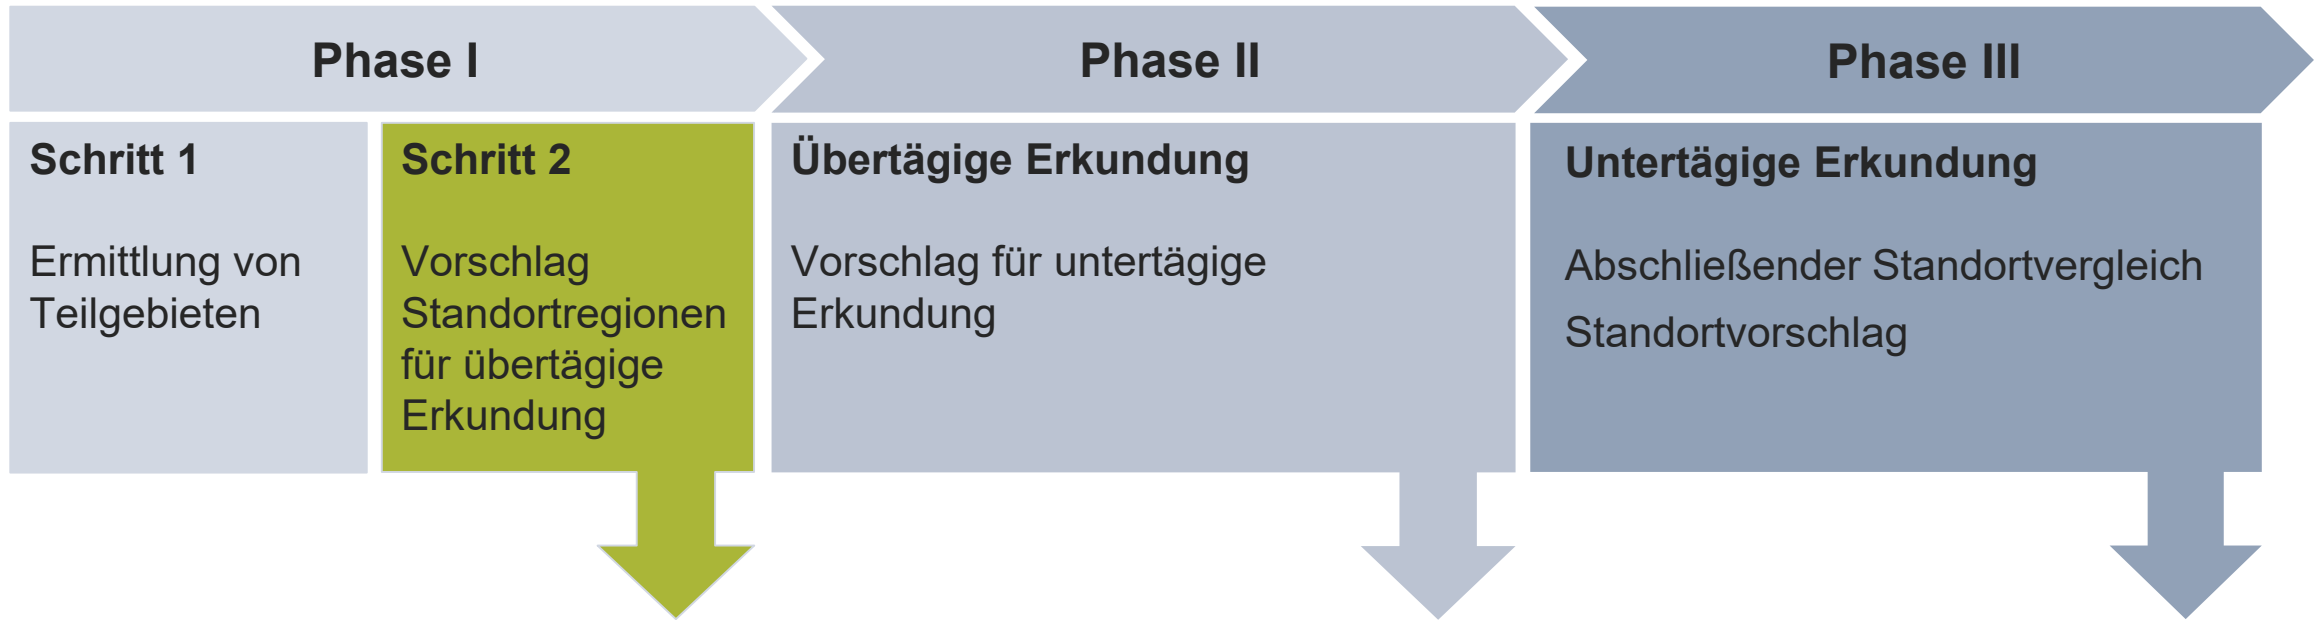 Phase I
Phase II
Phase III
Schritt 1
Ermittlung von
Teilgebieten
Schritt 2
Vorschlag
Standortregionen
für übertägige
Erkundung
Übertägige Erkundung
Vorschlag für untertägige
Erkundung
Untertägige Erkundung
Abschließender Standortvergleich
Standortvorschlag